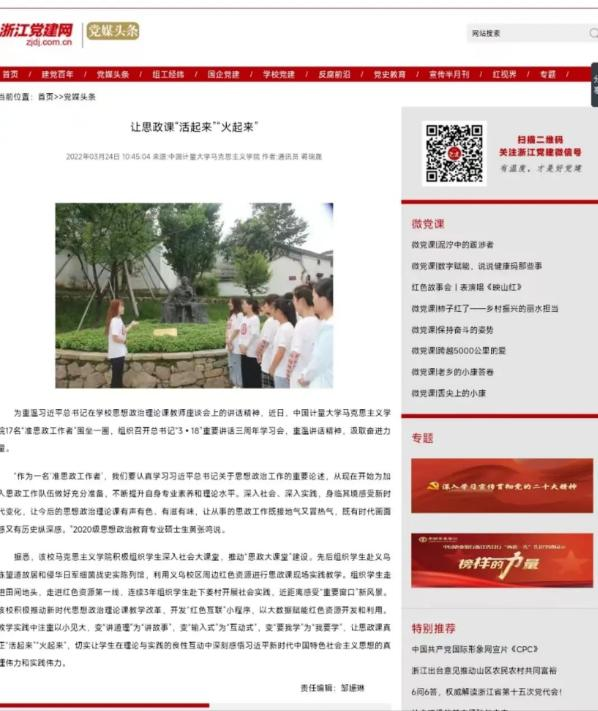 浙江党建网
zjdj.com.cn
党媒头条
网站搜索
首页 / 建党百年 / 党媒头条 / 组工经纬 / 国企党建 / 学校党建 / 反腐前沿 / 党史教育 / 宣传半月刊 / 红视界 / 专题 /
当前位置：首页>>党媒头条
让思政课“活起来”“火起来”
2022年03月24日 10:45:04 来源:中国计量大学马克思主义学院 作者:通讯员
为重温习近平总书记在学校思想政治理论课教师座谈会上的讲话精神，近日，中国计量大学马克思主义学
院17名“准思政工作者”围坐一圈，组织召开总书记“3·18”重要讲话三周年学习会，重温讲话精神，汲取奋进力
量。
“作为一名‘准思政工作者’，我们要认真学习习近平总书记关于思想政治工作的重要论述，从现在开始为加
入思政工作队伍做好充分准备，不断提升自身专业素养和理论水平。深入社会、深入实践，身临其境感受新时
代变化，让今后的思想政治理论课有声有色、有滋有味，让从事的思政工作既接地气又冒热气，既有时代画面
感又有历史纵深感。”2020级思想政治教育专业硕士生黄张鸣说。
据悉，该校马克思主义学院积极组织学生深入社会大课堂，推动“思政大课堂”建设。先后组织学生赴义乌
陈望道故居和侵华日军细菌战史实陈列馆，利用义乌校区周边红色资源进行思政课现场实践教学。组织学生走
进田间地头，走进红色资源第一线，连续3年组织学生赴下姜村开展社会实践，近距离感受“重要窗口”新风景。
该校积极推动新时代思想政治理论课教学改革，开发“红色互联”小程序，以大数据赋能红色资源开发和利用。
教学实践中注重以小见大，变“讲道理”为“讲故事”，变“输入式”为“互动式”，变“要我学”为“我要学”，让思政课真
正“活起来”“火起来”，切实让学生在理论与实践的良性互动中深刻感悟习近平新时代中国特色社会主义思想的真
理伟力和实践伟力。
责任编辑：邹姗琳
扫描二维码
关注浙江党建微信号
有温度，才是好党建
微党课
微党课|泥泞中的跋涉者
微党课|数字赋能，说说健康码那些事
红色故事会丨表演唱《映山红》
微党课|柿子红了——乡村振兴的丽水担当
微党课|保持奋斗的姿势
微党课|跨越5000公里的爱
微党课|老乡的小康答卷
微党课|舌尖上的小康
专题
深入学习宣传贯彻党的二十大精神
榜样的力量
特别推荐
中国共产党国际形象网宣片《CPC》
浙江出台意见推动山区农民农村共同富裕
6问6答，权威解读浙江省第十五次党代会！